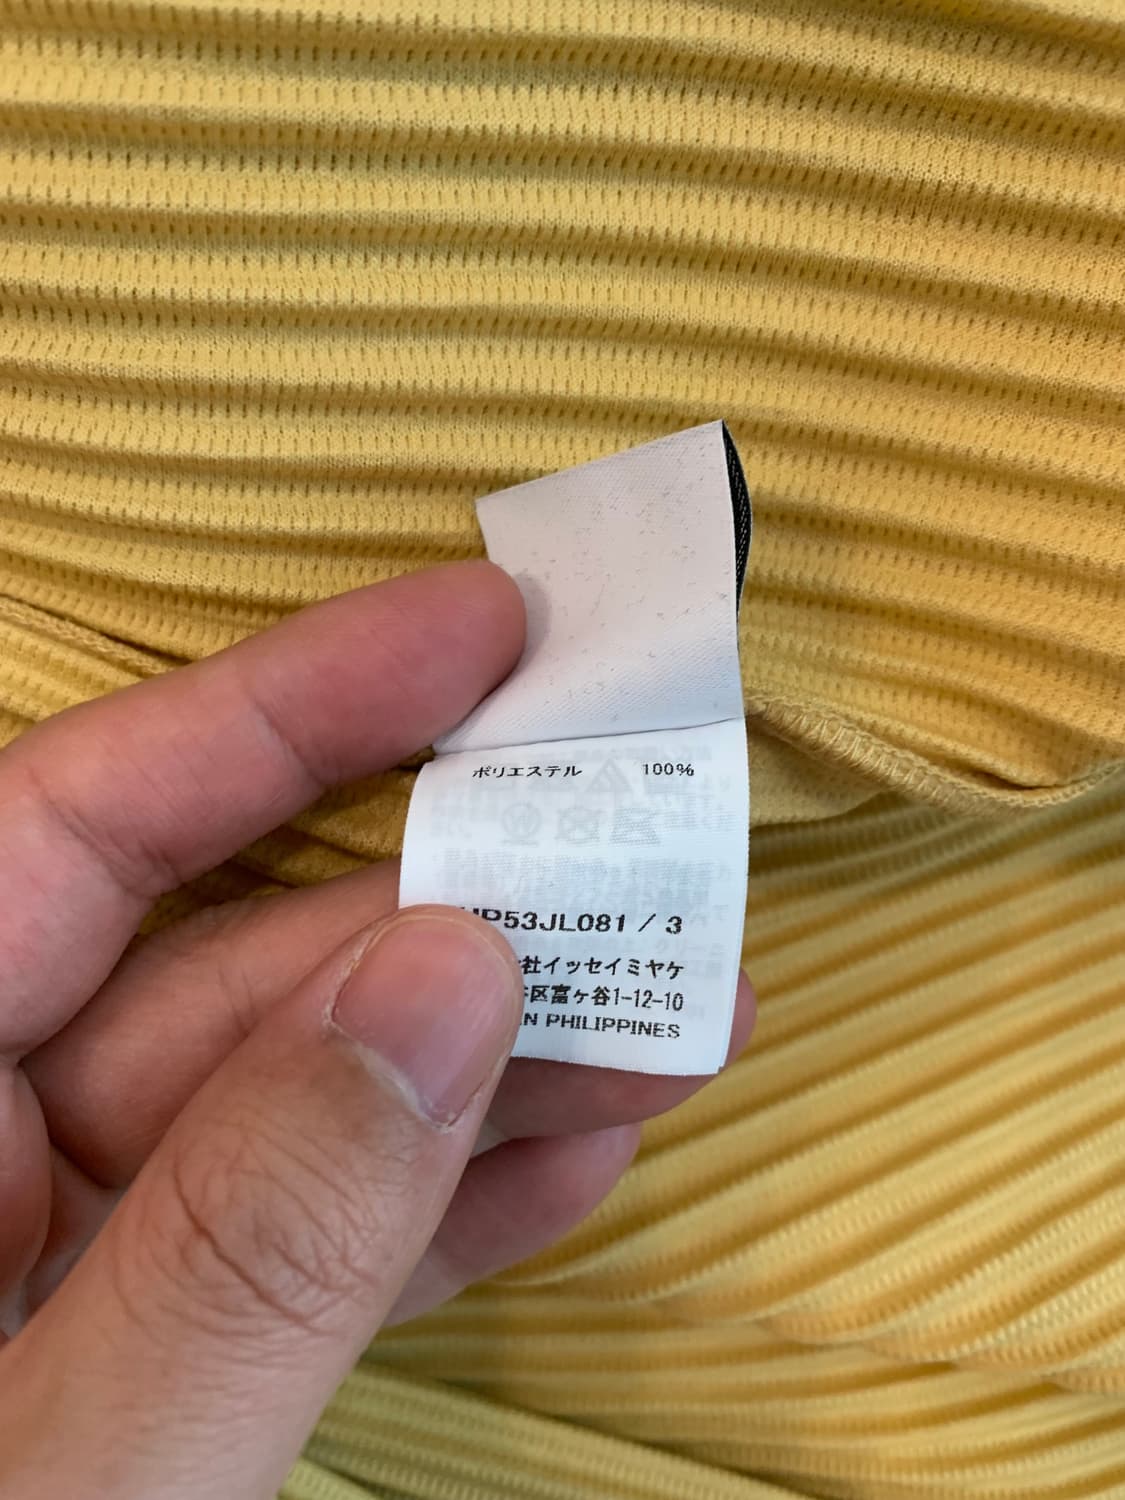 ポリエステル 100%
P53JL081 / 3
社イッセイミヤケ
区富ヶ谷1-12-10
IN PHILIPPINES